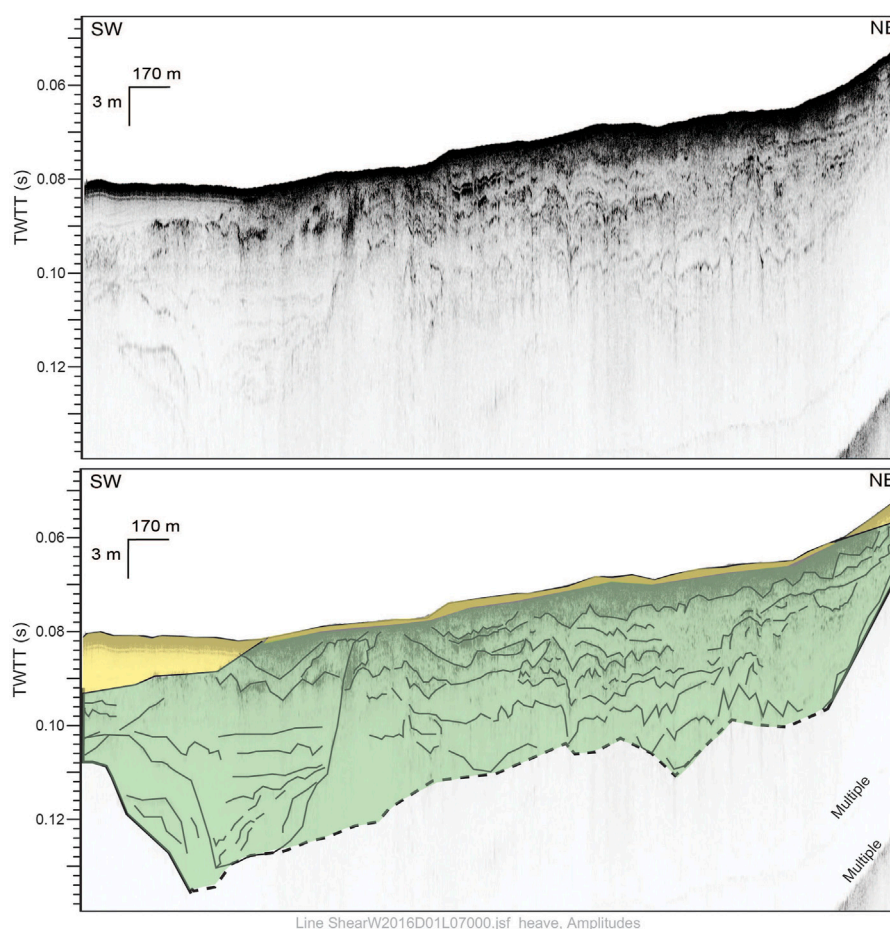 SW
NE
170 m
3 m
0.06
0.08
0.10
0.12
TWTT (s)
SW
NE
170 m
3 m
0.06
0.08
0.10
0.12
TWTT (s)
Multiple
Multiple
Line ShearW2016D01L07000.jsf heave, Amplitudes